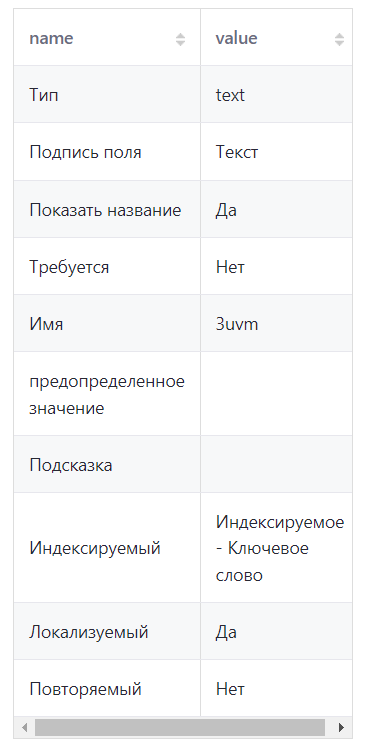 name value
Тип text
Подпись поля Текст
Показать название Да
Требуется Нет
Имя 3uvm
предопределенное
значение
Подсказка
Индексируемый Индексируемое
- Ключевое
слово
Локализуемый Да
Повторяемый Нет